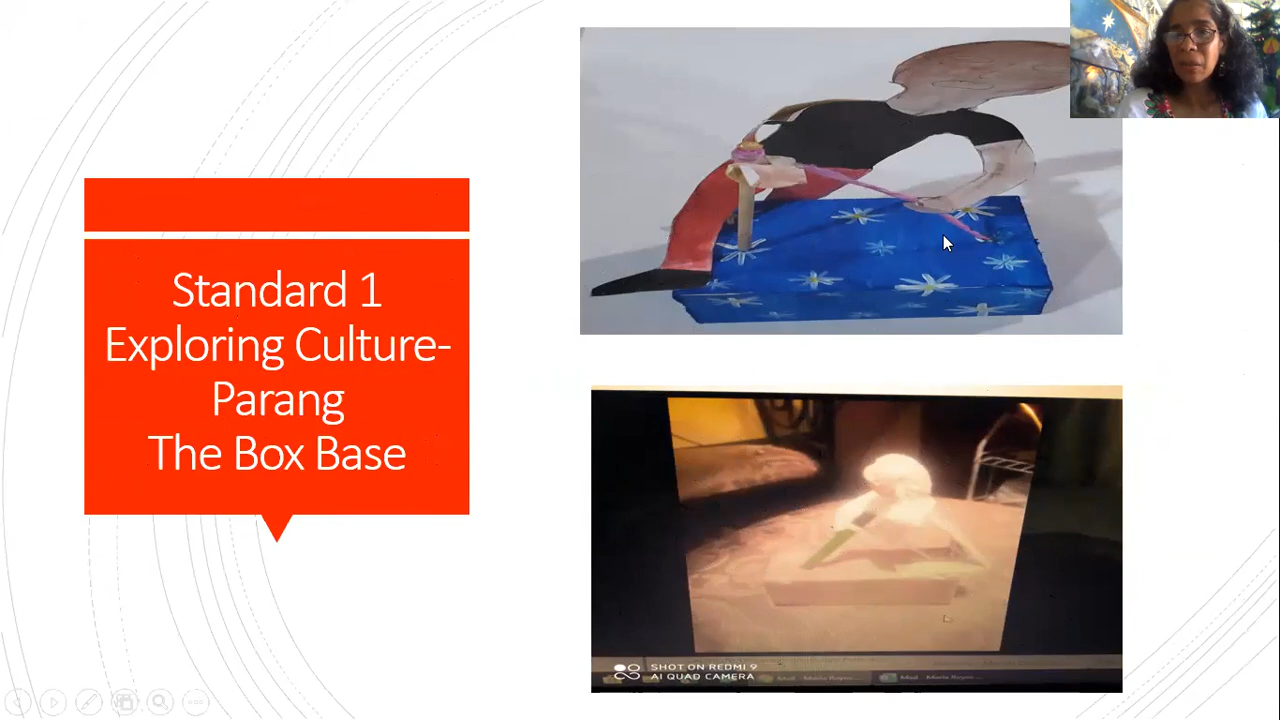 Standard 1
Exploring Culture-
Parang
The Box Base
SHOT ON REDMI 9
AI QUAD CAMERA